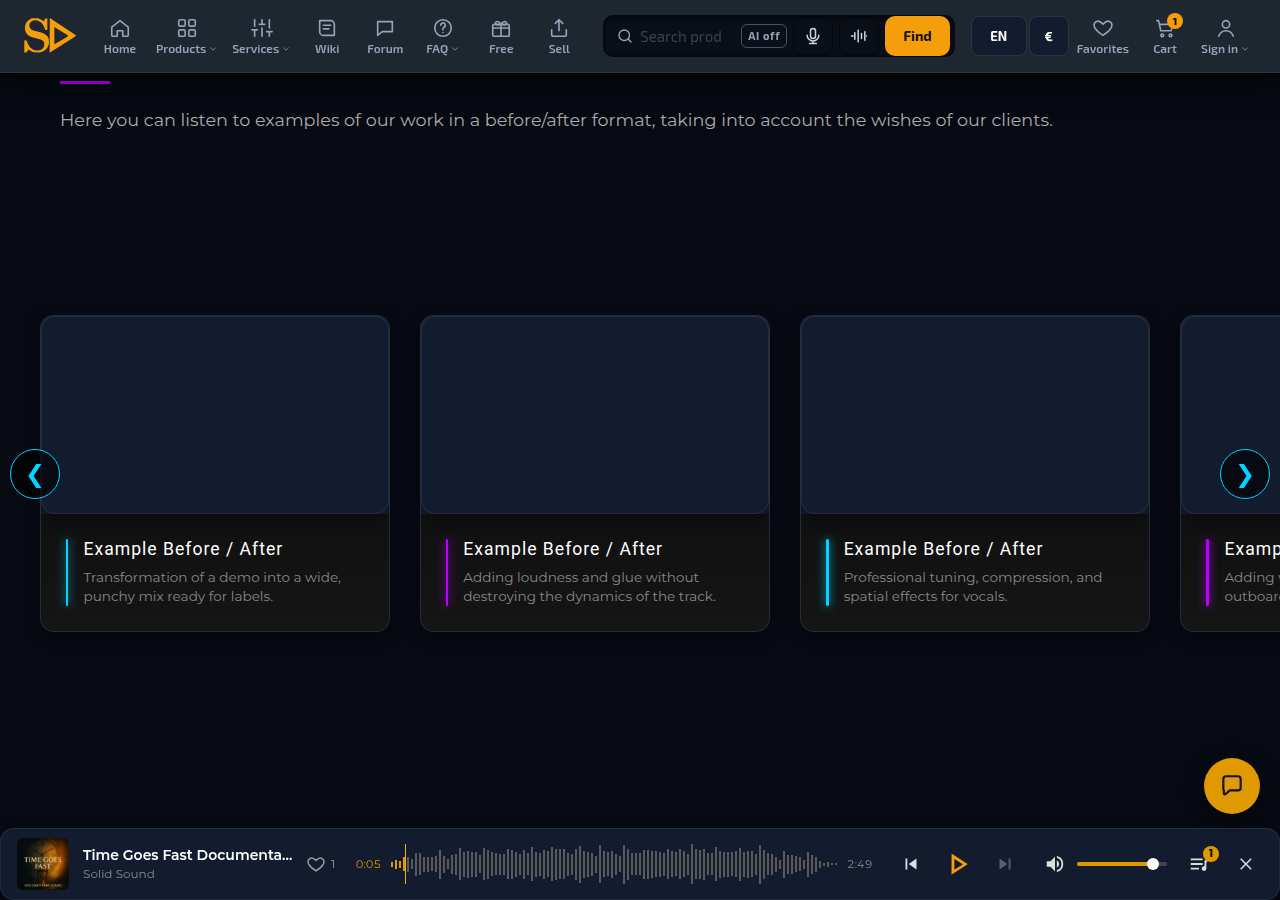 Home
Products
Services
Wiki
Forum
FAQ
Free
Sell
Search prod
AI off
Find
EN
€
Favorites
1
Cart
Sign in
Here you can listen to examples of our work in a before/after format, taking into account the wishes of our clients.
Example Before / After
Transformation of a demo into a wide,
punchy mix ready for labels.
Example Before / After
Adding loudness and glue without
destroying the dynamics of the track.
Example Before / After
Professional tuning, compression, and
spatial effects for vocals.
Examp
Adding
outboar
TIME GOES
FAST
Time Goes Fast Documenta...
Solid Sound
1
0:05
2:49
1